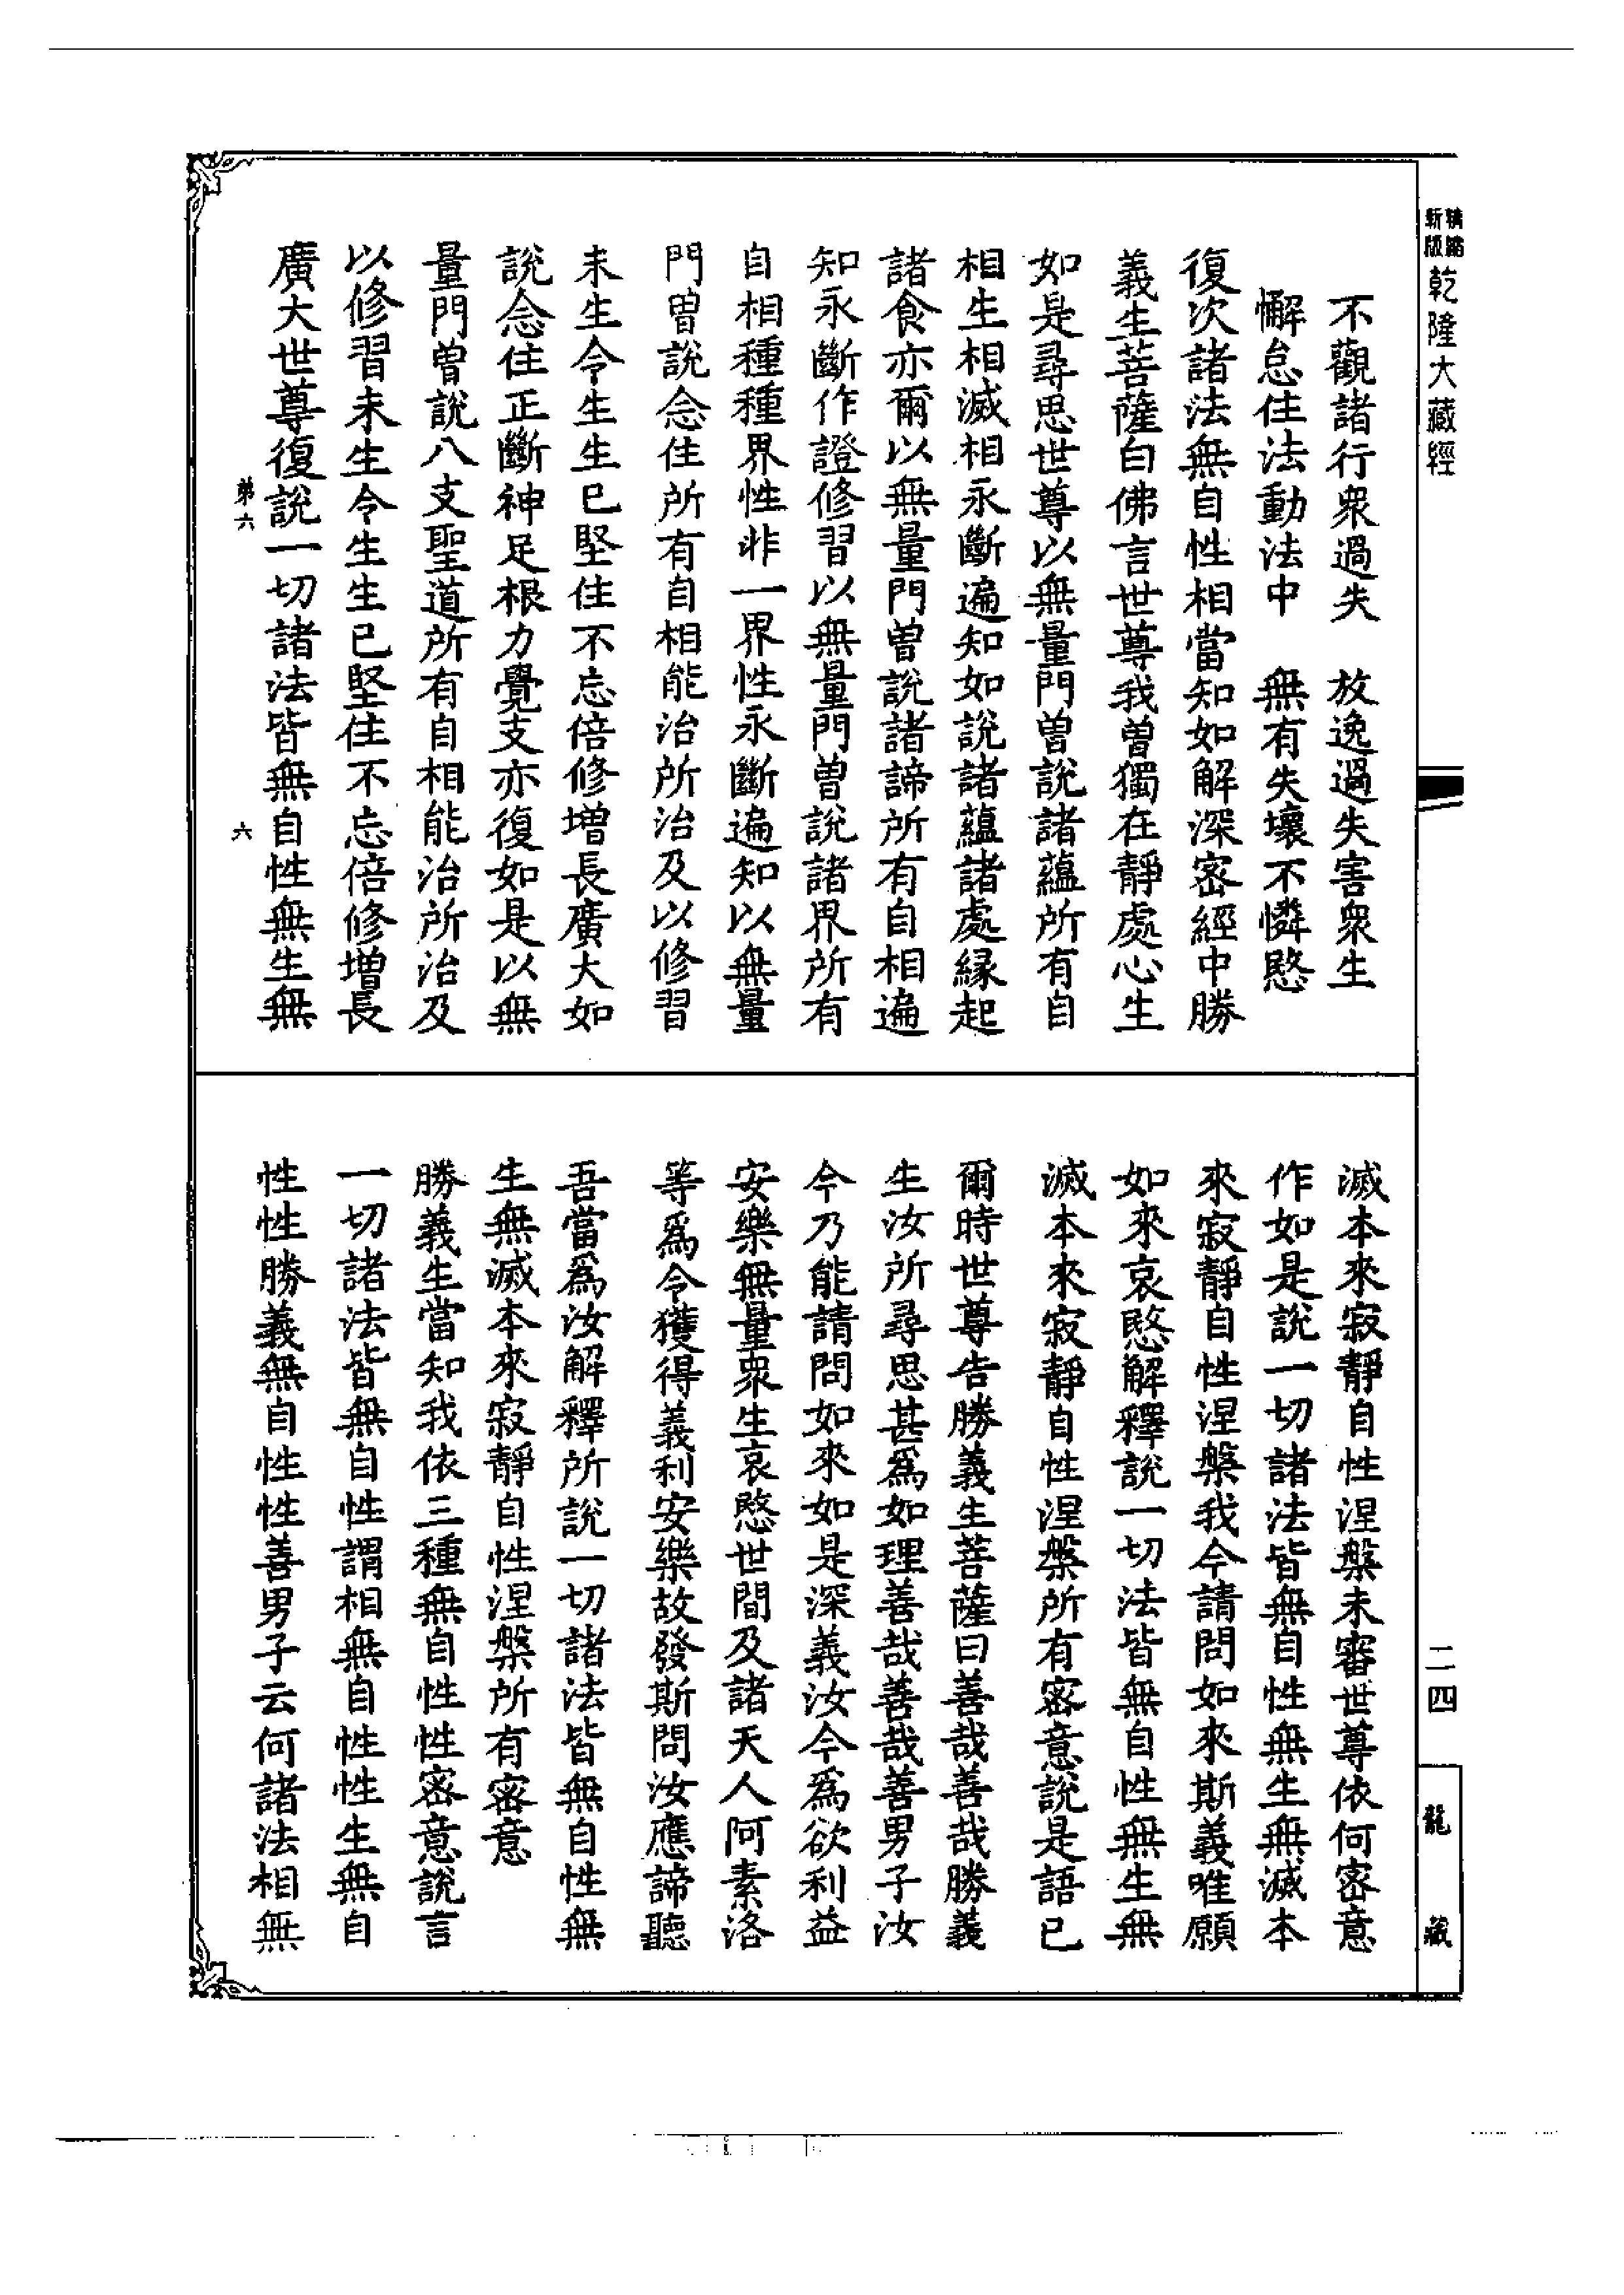 新版精縮乾隆大藏經
二四
龍藏
不觀諸行衆過失　放逸過失害衆生
懈怠住法動法中　無有失壞不憐愍
復次諸法無自性相當知如解深密經中勝
義生菩薩白佛言世尊我曾獨在靜處心生
如是尋思世尊以無量門曾說諸蘊所有自
相生相滅相永斷遍知如說諸蘊諸處緣起
諸食亦爾以無量門曾說諸諦所有自相遍
知永斷作證修習以無量門曾說諸界所有
自相種種界性非一界性永斷遍知以無量
門曾說念住所有自相能治所治及以修習
未生令生生已堅住不忘倍修增長廣大如
說念住正斷神足根力覺支亦復如是以無
量門曾說八支聖道所有自相能治所治及
以修習未生令生生已堅住不忘倍修增長
廣大世尊復說一切諸法皆無自性無生無
第六　六
滅本來寂靜自性涅槃未審世尊依何密意
作如是說一切諸法皆無自性無生無滅本
來寂靜自性涅槃我今請問如來斯義唯願
如來哀愍解釋說一切法皆無自性無生無
滅本來寂靜自性涅槃所有密意說是語已
爾時世尊告勝義生菩薩曰善哉善哉勝義
生汝所尋思甚爲如理善哉善哉善男子汝
今乃能請問如來如是深義汝今爲欲利益
安樂無量衆生哀愍世間及諸天人阿素洛
等爲令獲得義利安樂故發斯問汝應諦聽
吾當爲汝解釋所說一切諸法皆無自性無
生無滅本來寂靜自性涅槃所有密意
勝義生當知我依三種無自性性密意說言
一切諸法皆無自性謂相無自性性生無自
性性勝義無自性性善男子云何諸法相無